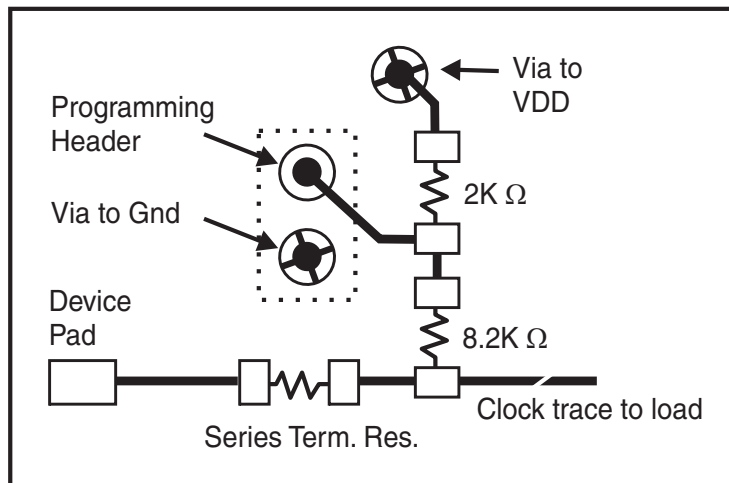 Via to
VDD
Programming
Header
2K Ω
Via to Gnd
Device
Pad
8.2K Ω
Clock trace to load
Series Term. Res.